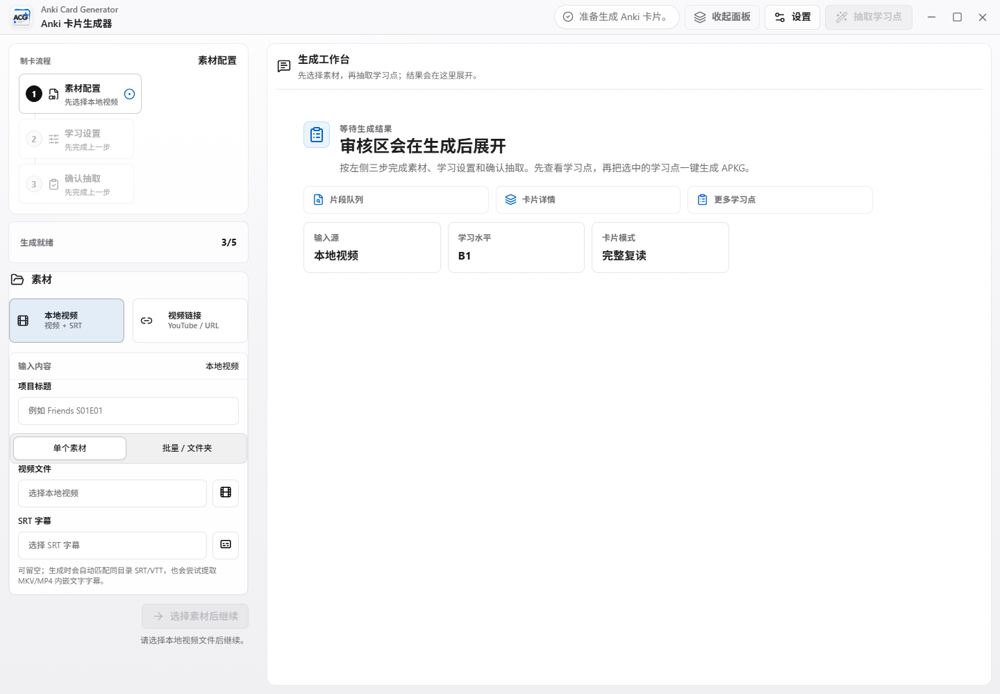 ACG
Anki Card Generator
Anki 卡片生成器
准备生成 Anki 卡片。
收起面板
设置
抽取学习点
制卡流程
素材配置
1
素材配置
先选择本地视频
2
学习设置
先完成上一步
3
确认抽取
先完成上一步
生成就绪
3/5
素材
本地视频
视频 + SRT
视频链接
YouTube / URL
输入内容
本地视频
项目标题
例如 Friends S01E01
单个素材
批量 / 文件夹
视频文件
选择本地视频
SRT 字幕
选择 SRT 字幕
可留空；生成时会自动匹配同目录 SRT/VTT，也会尝试提取
MKV/MP4 内嵌文字字幕。
选择素材后继续
请选择本地视频文件后继续。
生成工作台
先选择素材，再抽取学习点；结果会在这里展开。
等待生成结果
审核区会在生成后展开
按左侧三步完成素材、学习设置和确认抽取。先查看学习点，再把选中的学习点一键生成 APKG。
片段队列
卡片详情
更多学习点
输入源
本地视频
学习水平
B1
卡片模式
完整复读